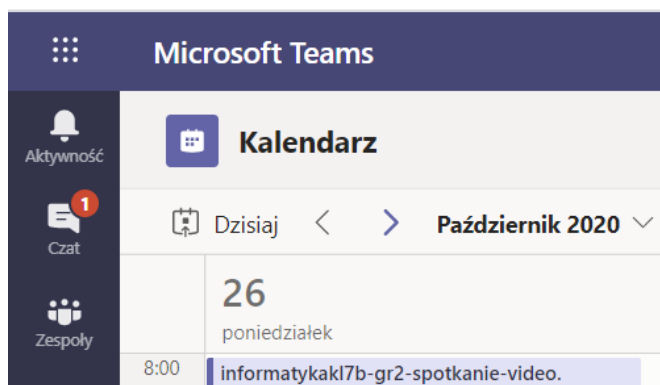 Microsoft Teams
Aktywność
Kalendarz
1
Czat
Dzisiaj
Październik 2020
Zespoły
26
poniedziałek
8:00
informatykakl7b-gr2-spotkanie-video.